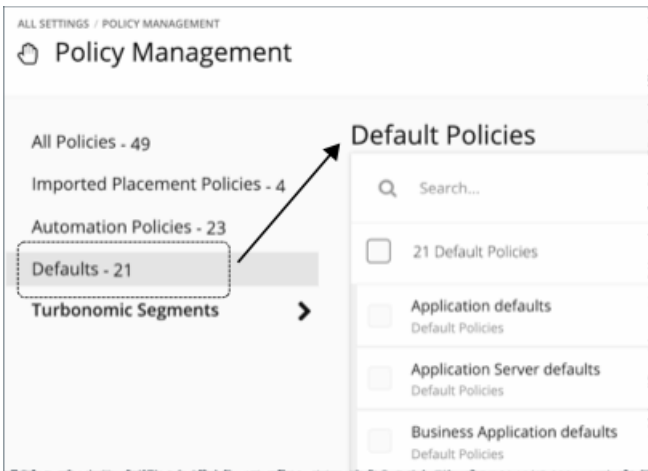 ALL SETTINGS / POLICY MANAGEMENT
Policy Management
All Policies - 49
Imported Placement Policies - 4
Automation Policies - 23
Defaults - 21
Turbonomic Segments
Default Policies
Search...
21 Default Policies
Application defaults
Default Policies
Application Server defaults
Default Policies
Business Application defaults
Default Policies